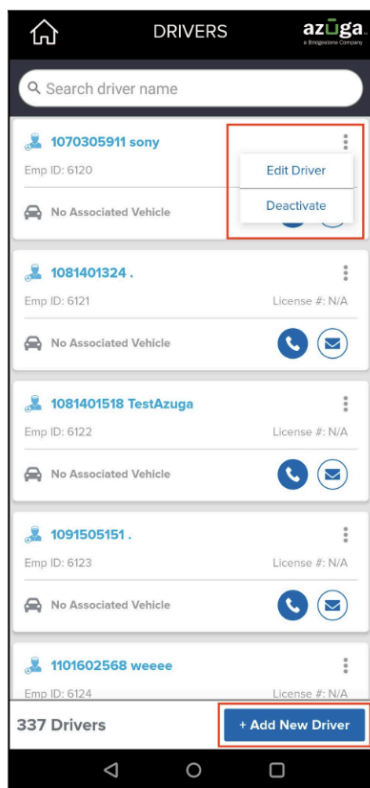 DRIVERS
azūga
a Bridgestone Company
Search driver name
1070305911 sony
Emp ID: 6120
Edit Driver
Deactivate
No Associated Vehicle
1081401324 .
Emp ID: 6121 License #: N/A
No Associated Vehicle
1081401518 TestAzuga
Emp ID: 6122 License #: N/A
No Associated Vehicle
1091505151 .
Emp ID: 6123 License #: N/A
No Associated Vehicle
1101602568 weeee
Emp ID: 6124 License #: N/A
337 Drivers
+ Add New Driver